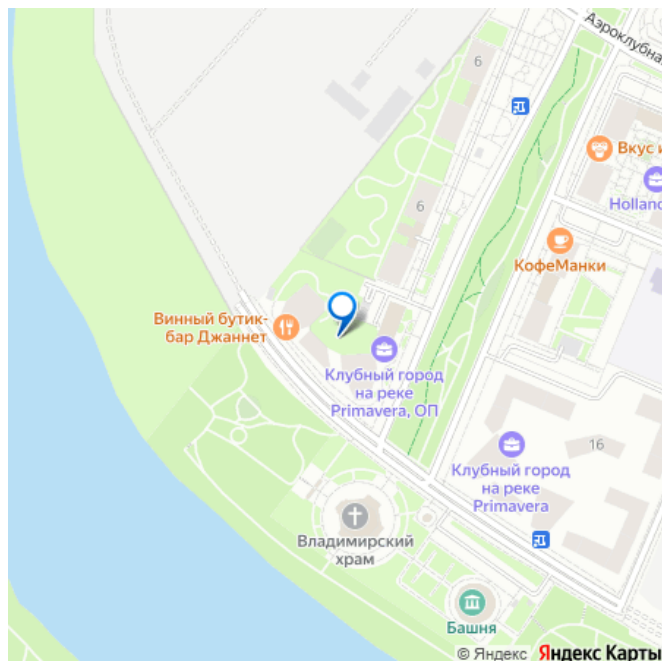 Аэроклубная
6
Вкус и
Holland
6
КофеМанки
Винный бутик-
бар Джаннет
Клубный город
на реке
Primavera, ОП
16
Клубный город
на реке
Primavera
Владимирский
храм
Башня
© Яндекс Яндекс Карты